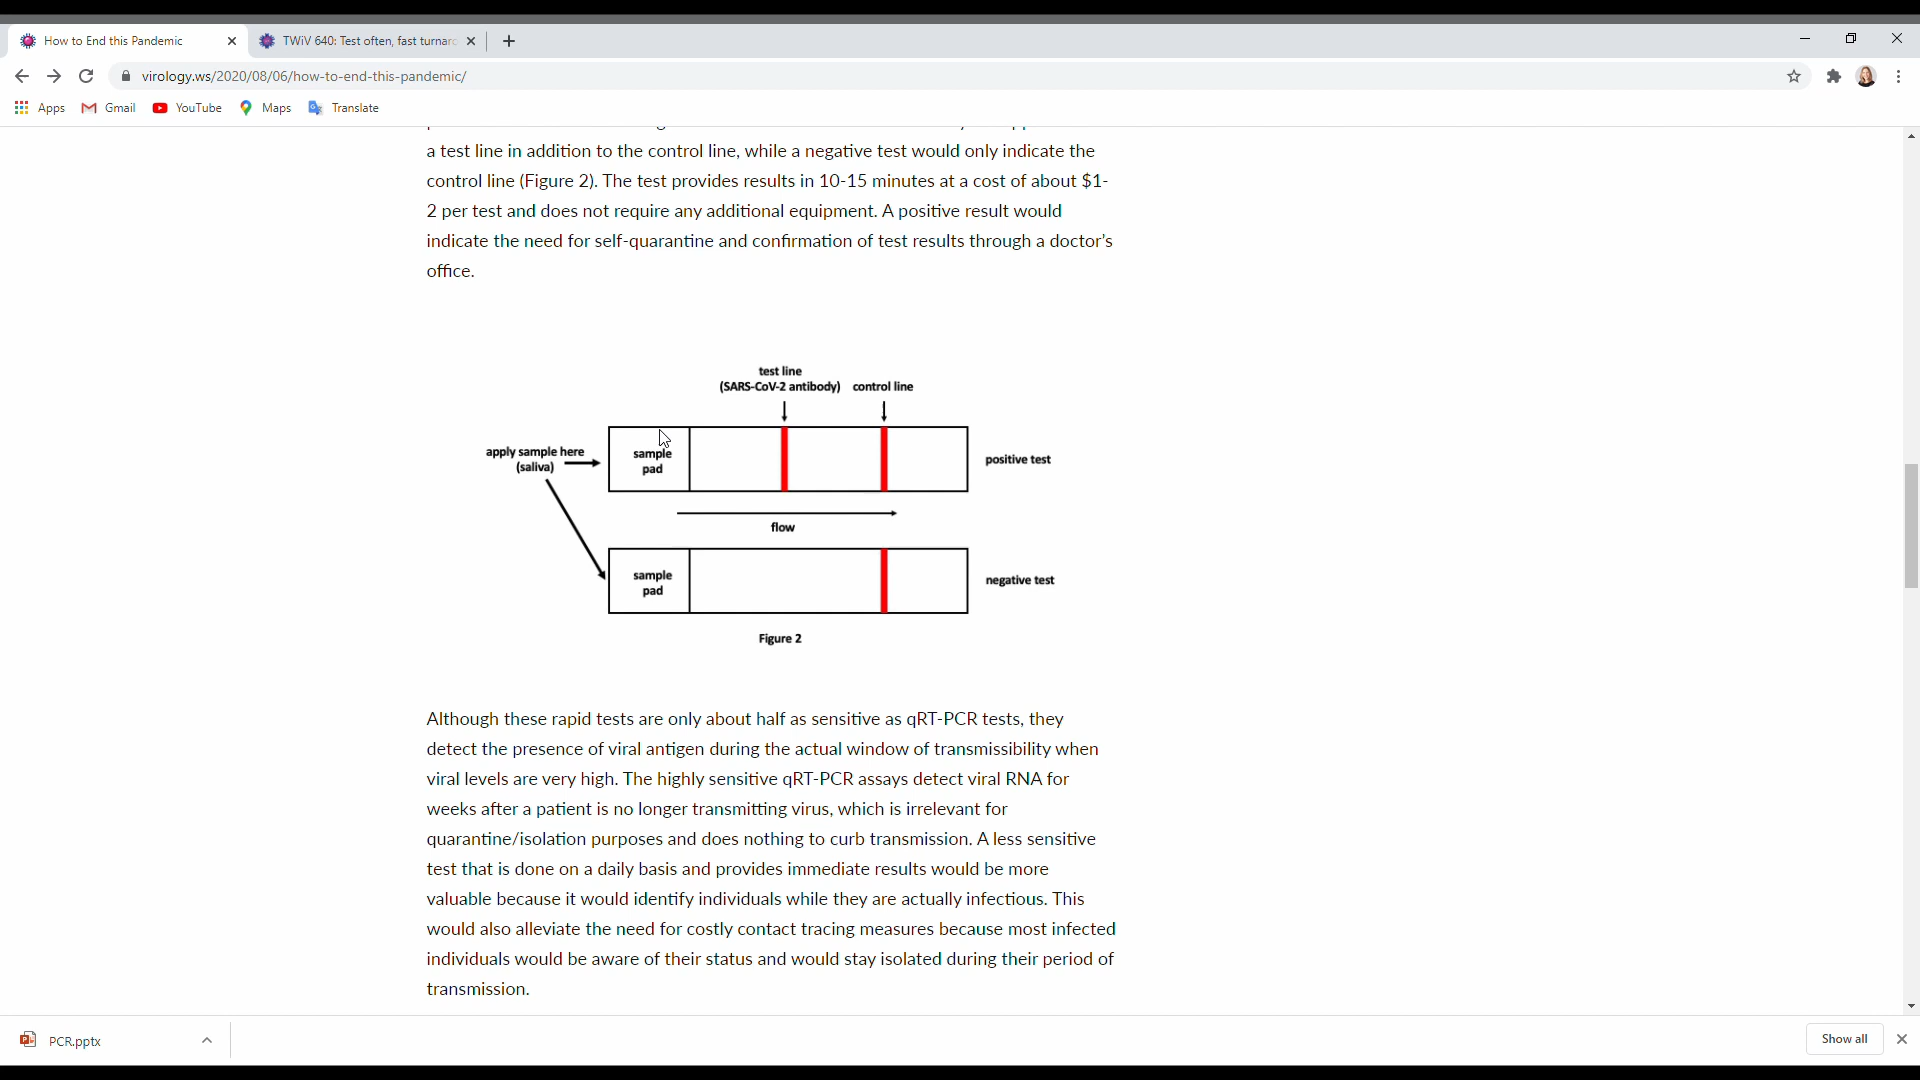 How to End this Pandemic
TWiV 640: Test often, fast turnaro
virology.ws/2020/08/06/how-to-end-this-pandemic/
Apps
Gmail
YouTube
Maps
Translate
a test line in addition to the control line, while a negative test would only indicate the
control line (Figure 2). The test provides results in 10-15 minutes at a cost of about $1-
2 per test and does not require any additional equipment. A positive result would
indicate the need for self-quarantine and confirmation of test results through a doctor’s
office.
test line
(SARS-CoV-2 antibody) control line
apply sample here
(saliva)
sample
pad
positive test
flow
sample
pad
negative test
Figure 2
Although these rapid tests are only about half as sensitive as qRT-PCR tests, they
detect the presence of viral antigen during the actual window of transmissibility when
viral levels are very high. The highly sensitive qRT-PCR assays detect viral RNA for
weeks after a patient is no longer transmitting virus, which is irrelevant for
quarantine/isolation purposes and does nothing to curb transmission. A less sensitive
test that is done on a daily basis and provides immediate results would be more
valuable because it would identify individuals while they are actually infectious. This
would also alleviate the need for costly contact tracing measures because most infected
individuals would be aware of their status and would stay isolated during their period of
transmission.
PCR.pptx
Show all